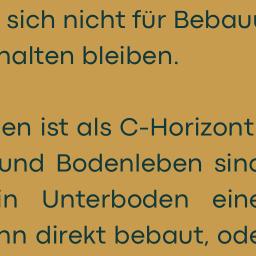 sich nicht für Bebau
halten bleiben.
en ist als C-Horizont
und Bodenleben sind
in Unterboden eine
nn direkt bebaut, ode